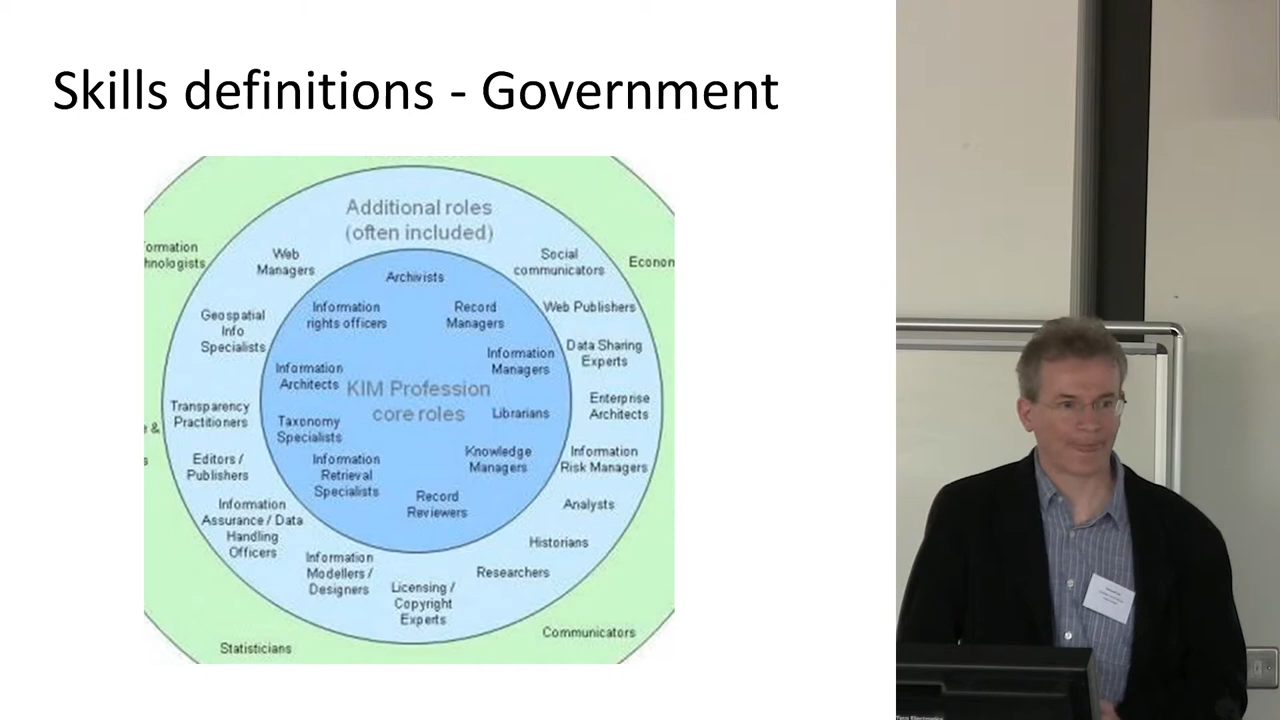 Skills definitions - Government
Additional roles
(often included)
ormation
hnologists
Web
Managers
Social
communicators
Econom
Archivists
Information
rights officers
Record
Managers
Web Publishers
Geospatial
Info
Specialists
Information
Managers
Data Sharing
Experts
Information
Architects
KIM Profession
core roles
Transparency
Practitioners
Taxonomy
Specialists
Librarians
Enterprise
Architects
e &
s
Editors /
Publishers
Information
Retrieval
Specialists
Knowledge
Managers
Information
Risk Managers
Record
Reviewers
Analysts
Information
Assurance / Data
Handling
Officers
Historians
Information
Modellers /
Designers
Researchers
Licensing /
Copyright
Experts
Communicators
Statisticians